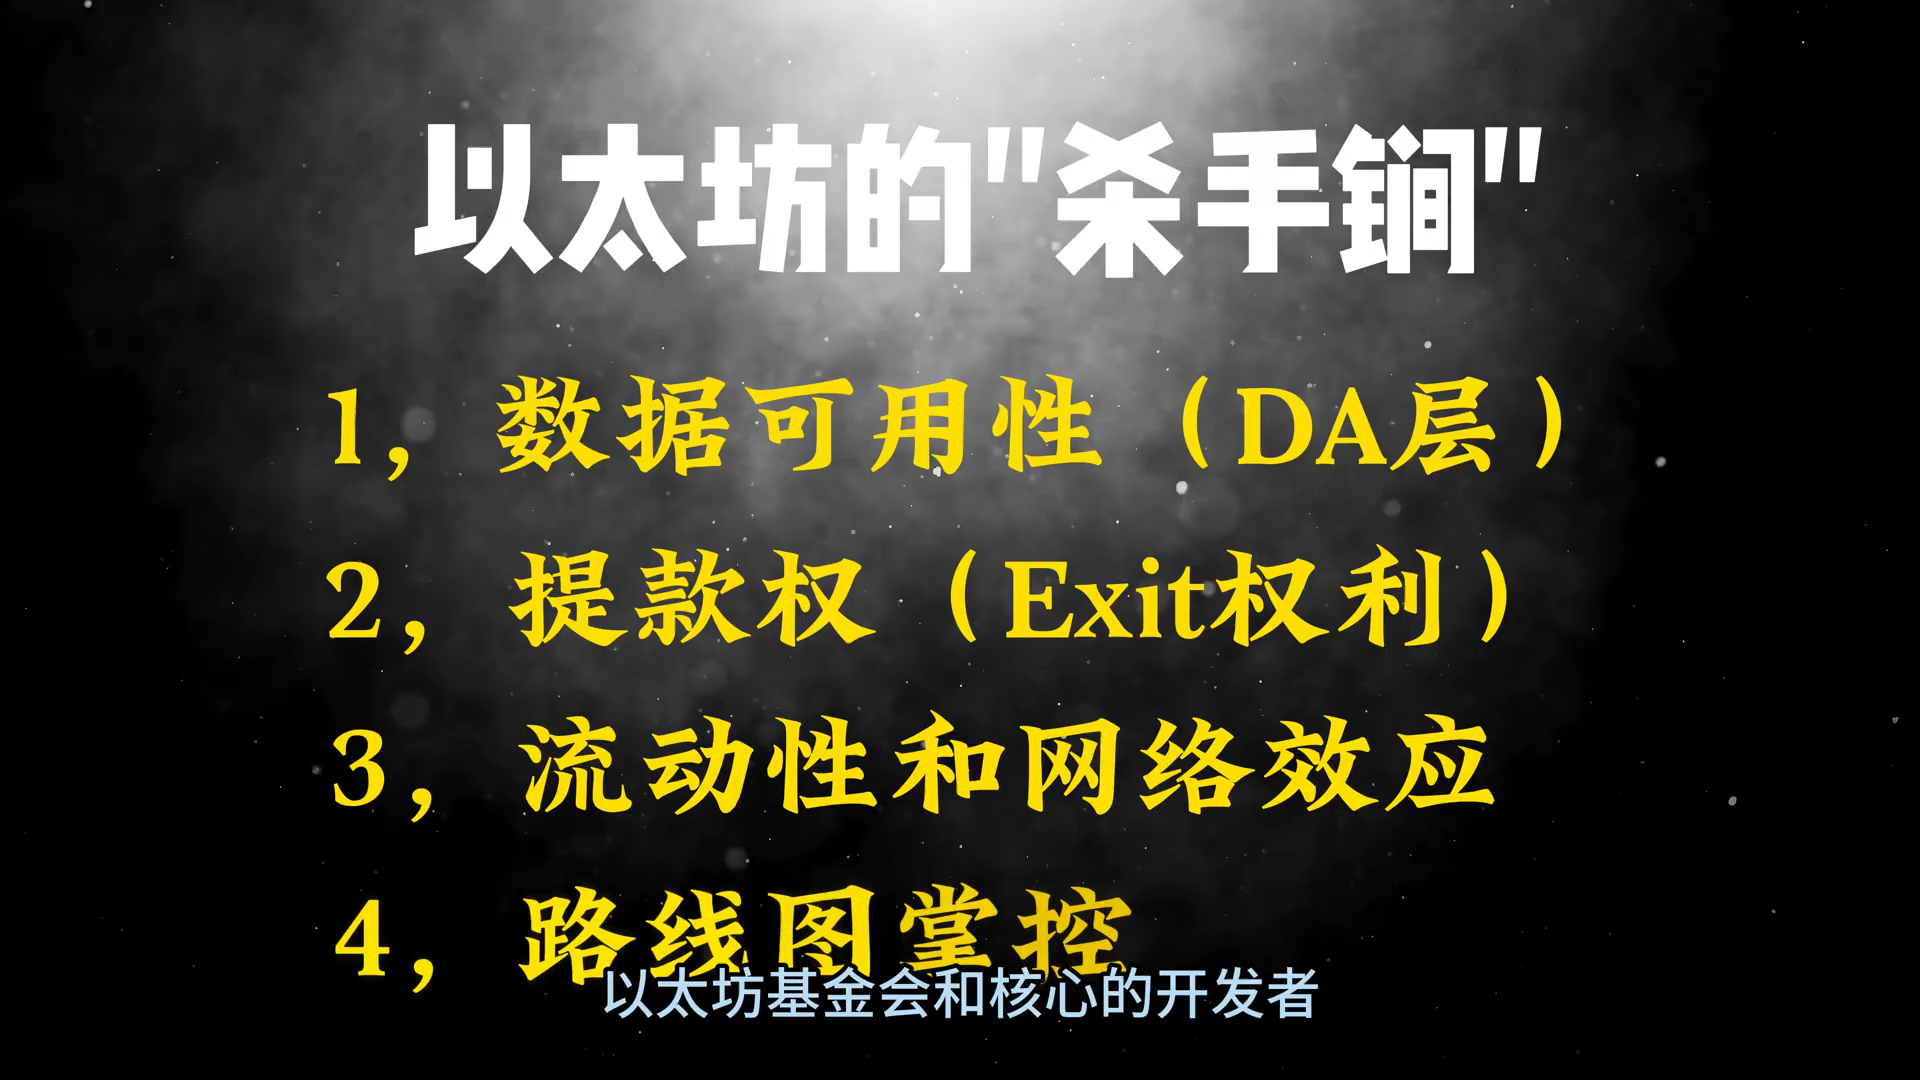 以太坊的"杀手锏"
1，数据可用性（DA层）
2，提款权（Exit权利）
3，流动性和网络效应
4，路线图掌控
以太坊基金会和核心的开发者